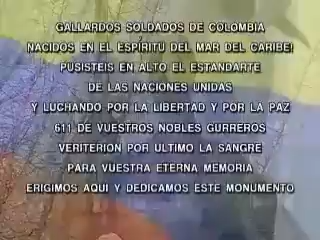 GALLARDOS SOLDADOS DE COLOMBIA
NACIDOS EN EL ESPÍRITU DEL MAR DEL CARIBE!
PUSISTEIS EN ALTO EL ESTANDARTE
DE LAS NACIONES UNIDAS
Y LUCHANDO POR LA LIBERTAD Y POR LA PAZ
611 DE VUESTROS NOBLES GURREROS
VERITERION POR ULTIMO LA SANGRE
PARA VUESTRA ETERNA MEMORIA
ERIGIMOS AQUI Y DEDICAMOS ESTE MONUMENTO